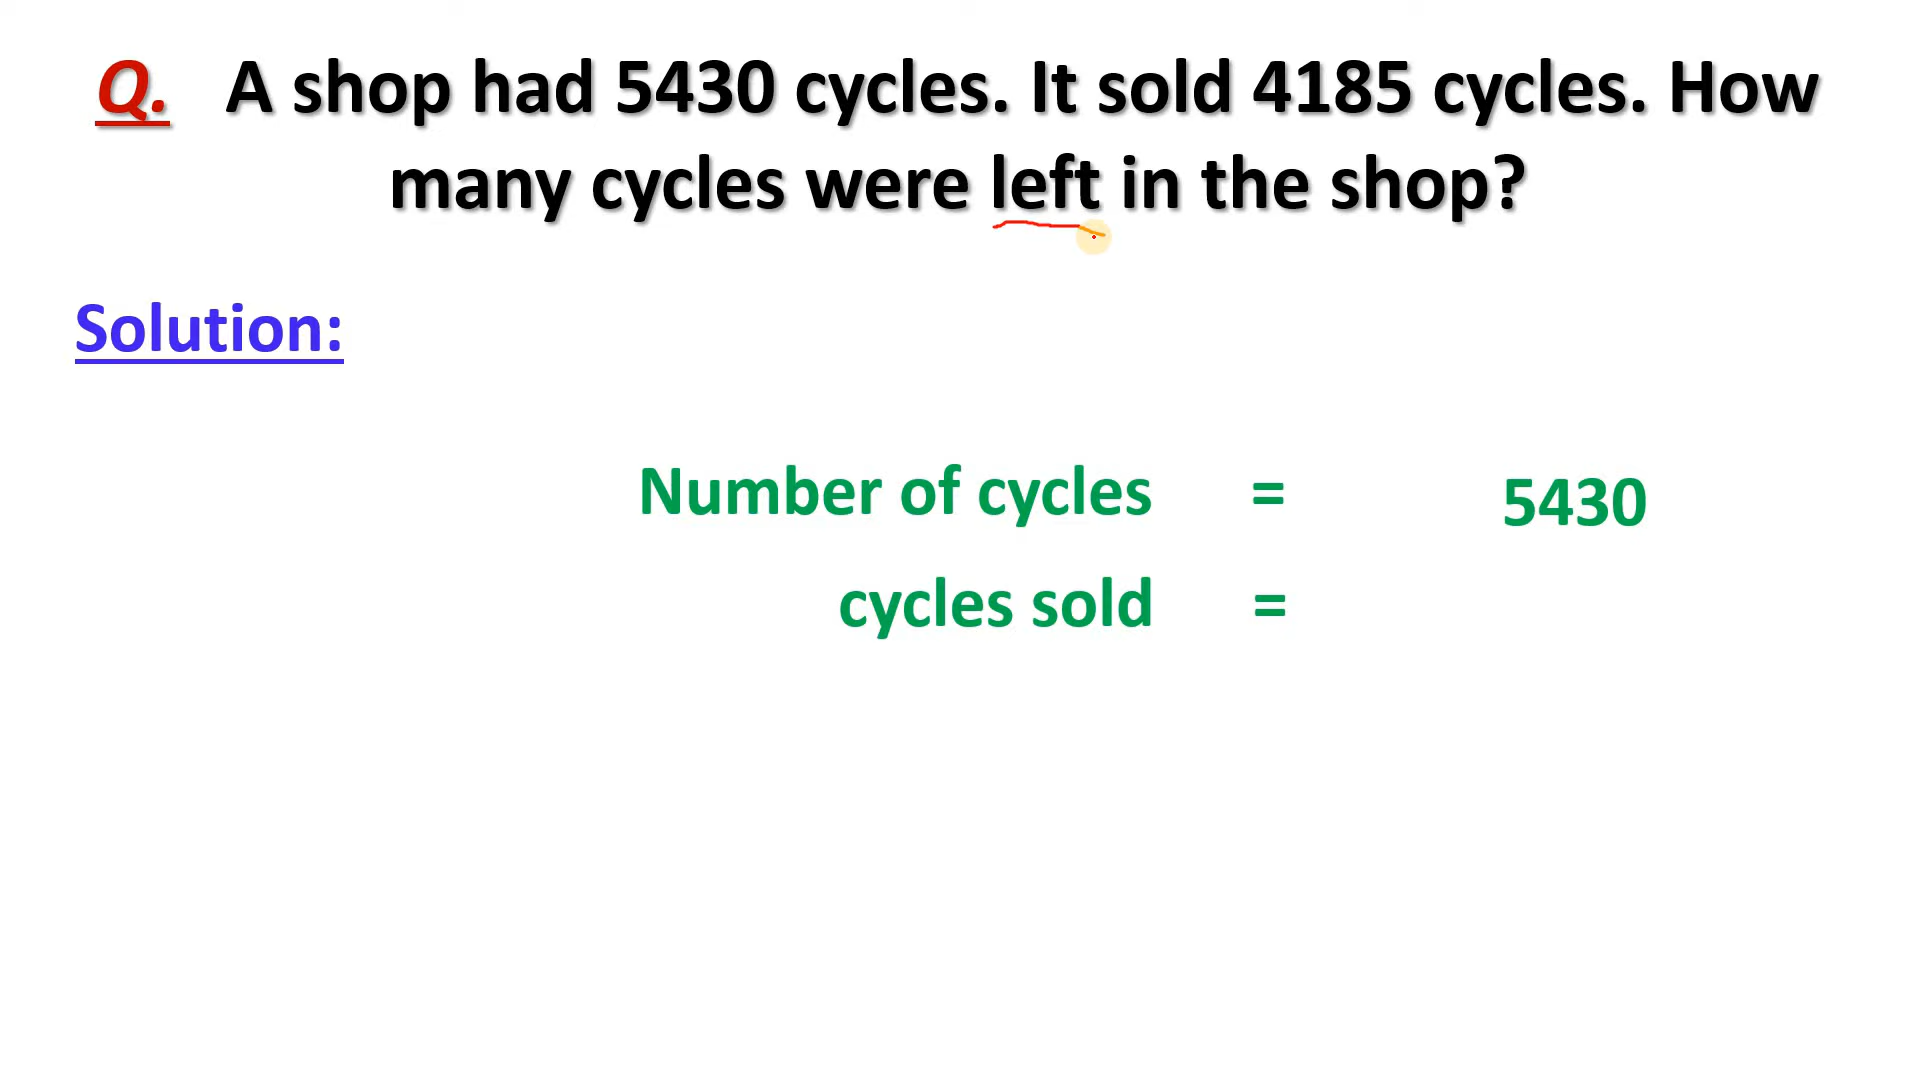 Q. A shop had 5430 cycles. It sold 4185 cycles. How
many cycles were left in the shop?
Solution:
Number of cycles = 5430
cycles sold =